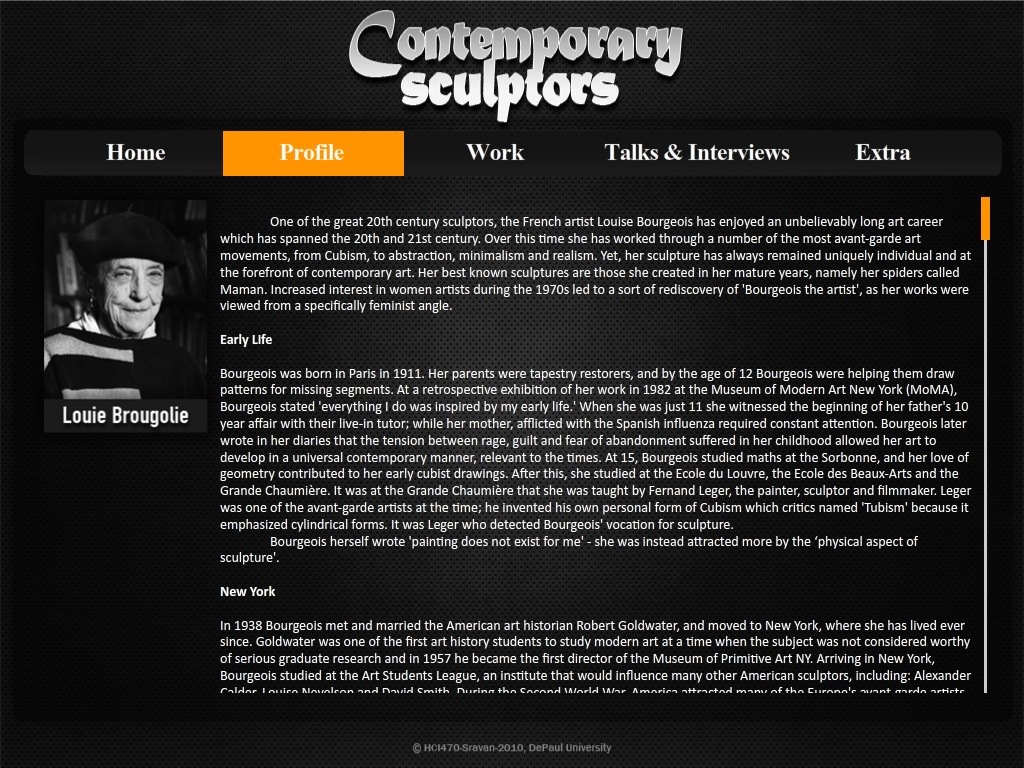 Contemporary
sculptors
Home Profile Work Talks & Interviews Extra
Louie Brougolie
One of the great 20th century sculptors, the French artist Louise Bourgeois has enjoyed an unbelievably long art career
which has spanned the 20th and 21st century. Over this time she has worked through a number of the most avant-garde art
movements, from Cubism, to abstraction, minimalism and realism. Yet, her sculpture has always remained uniquely individual and at
the forefront of contemporary art. Her best known sculptures are those she created in her mature years, namely her spiders called
Maman. Increased interest in women artists during the 1970s led to a sort of rediscovery of 'Bourgeois the artist', as her works were
viewed from a specifically feminist angle.
Early LIfe
Bourgeois was born in Paris in 1911. Her parents were tapestry restorers, and by the age of 12 Bourgeois were helping them draw
patterns for missing segments. At a retrospective exhibition of her work in 1982 at the Museum of Modern Art New York (MoMA),
Bourgeois stated 'everything I do was inspired by my early life.' When she was just 11 she witnessed the beginning of her father's 10
year affair with their live-in tutor; while her mother, afflicted with the Spanish influenza required constant attention. Bourgeois later
wrote in her diaries that the tension between rage, guilt and fear of abandonment suffered in her childhood allowed her art to
develop in a universal contemporary manner, relevant to the times. At 15, Bourgeois studied maths at the Sorbonne, and her love of
geometry contributed to her early cubist drawings. After this, she studied at the Ecole du Louvre, the Ecole des Beaux-Arts and the
Grande Chaumière. It was at the Grande Chaumière that she was taught by Fernand Leger, the painter, sculptor and filmmaker. Leger
was one of the avant-garde artists at the time; he invented his own personal form of Cubism which critics named 'Tubism' because it
emphasized cylindrical forms. It was Leger who detected Bourgeois' vocation for sculpture.
Bourgeois herself wrote 'painting does not exist for me' - she was instead attracted more by the ‘physical aspect of
sculpture'.
New York
In 1938 Bourgeois met and married the American art historian Robert Goldwater, and moved to New York, where she has lived ever
since. Goldwater was one of the first art history students to study modern art at a time when the subject was not considered worthy
of serious graduate research and in 1957 he became the first director of the Museum of Primitive Art NY. Arriving in New York,
Bourgeois studied at the Art Students League, an institute that would influence many other American sculptors, including: Alexander
Calder, Louise Nevelson and David Smith. During the Second World War, America attracted many of the Europe's avant-garde artists,
© HCI470-Sravan-2010, DePaul University